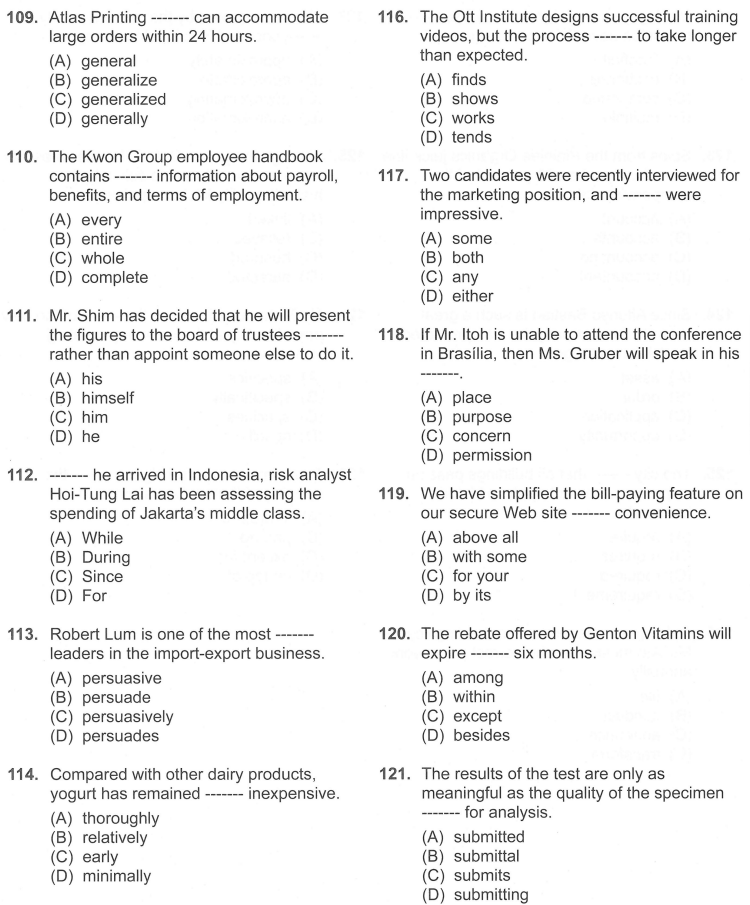 109. Atlas Printing ------- can accommodate
large orders within 24 hours.
(A) general
(B) generalize
(C) generalized
(D) generally
110. The Kwon Group employee handbook
contains ------- information about payroll,
benefits, and terms of employment.
(A) every
(B) entire
(C) whole
(D) complete
111. Mr. Shim has decided that he will present
the figures to the board of trustees -------
rather than appoint someone else to do it.
(A) his
(B) himself
(C) him
(D) he
112. ------- he arrived in Indonesia, risk analyst
Hoi-Tung Lai has been assessing the
spending of Jakarta's middle class.
(A) While
(B) During
(C) Since
(D) For
113. Robert Lum is one of the most -------
leaders in the import-export business.
(A) persuasive
(B) persuade
(C) persuasively
(D) persuades
114. Compared with other dairy products,
yogurt has remained ------- inexpensive.
(A) thoroughly
(B) relatively
(C) early
(D) minimally
116. The Ott Institute designs successful training
videos, but the process ------- to take longer
than expected.
(A) finds
(B) shows
(C) works
(D) tends
117. Two candidates were recently interviewed for
the marketing position, and ------- were
impressive.
(A) some
(B) both
(C) any
(D) either
118. If Mr. Itoh is unable to attend the conference
in Brasília, then Ms. Gruber will speak in his
-------.
(A) place
(B) purpose
(C) concern
(D) permission
119. We have simplified the bill-paying feature on
our secure Web site ------- convenience.
(A) above all
(B) with some
(C) for your
(D) by its
120. The rebate offered by Genton Vitamins will
expire ------- six months.
(A) among
(B) within
(C) except
(D) besides
121. The results of the test are only as
meaningful as the quality of the specimen
------- for analysis.
(A) submitted
(B) submittal
(C) submits
(D) submitting